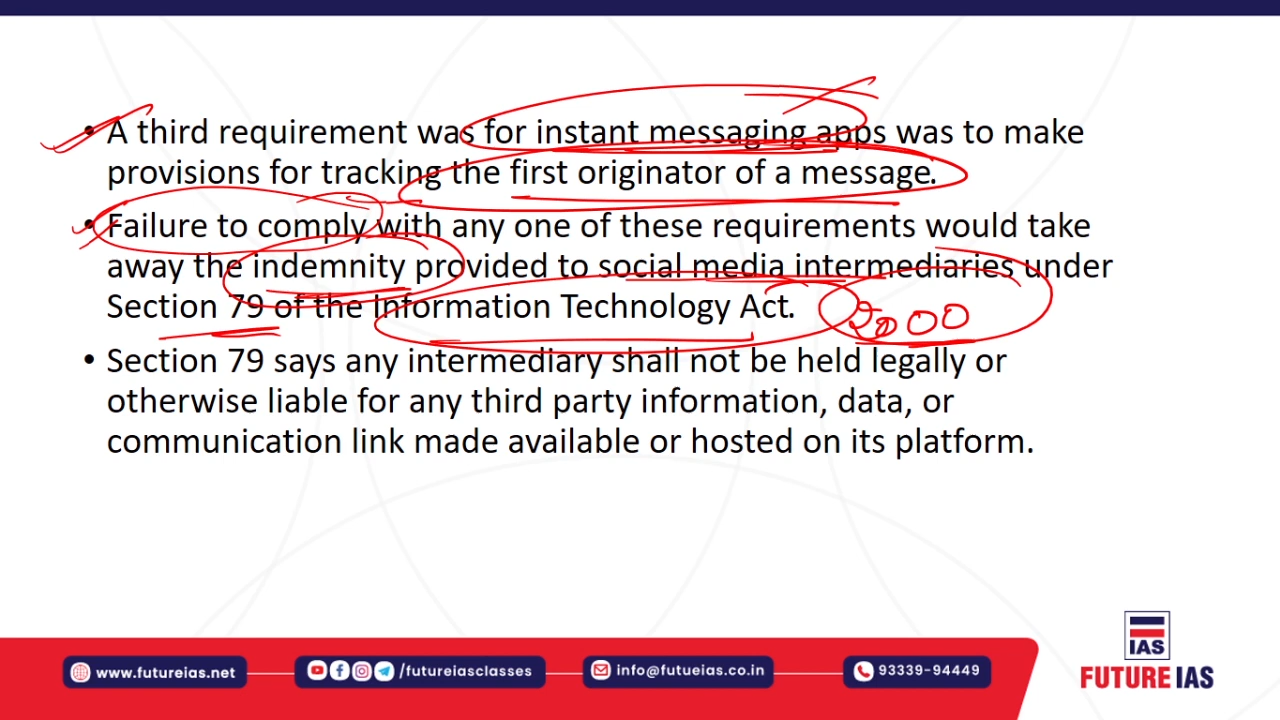 • A third requirement was for instant messaging apps was to make
provisions for tracking the first originator of a message.
• Failure to comply with any one of these requirements would take
away the indemnity provided to social media intermediaries under
Section 79 of the Information Technology Act. 2000
• Section 79 says any intermediary shall not be held legally or
otherwise liable for any third party information, data, or
communication link made available or hosted on its platform.
IAS
FUTURE IAS
www.futureias.net
/futureiasclasses
info@futueias.co.in
93339-94449